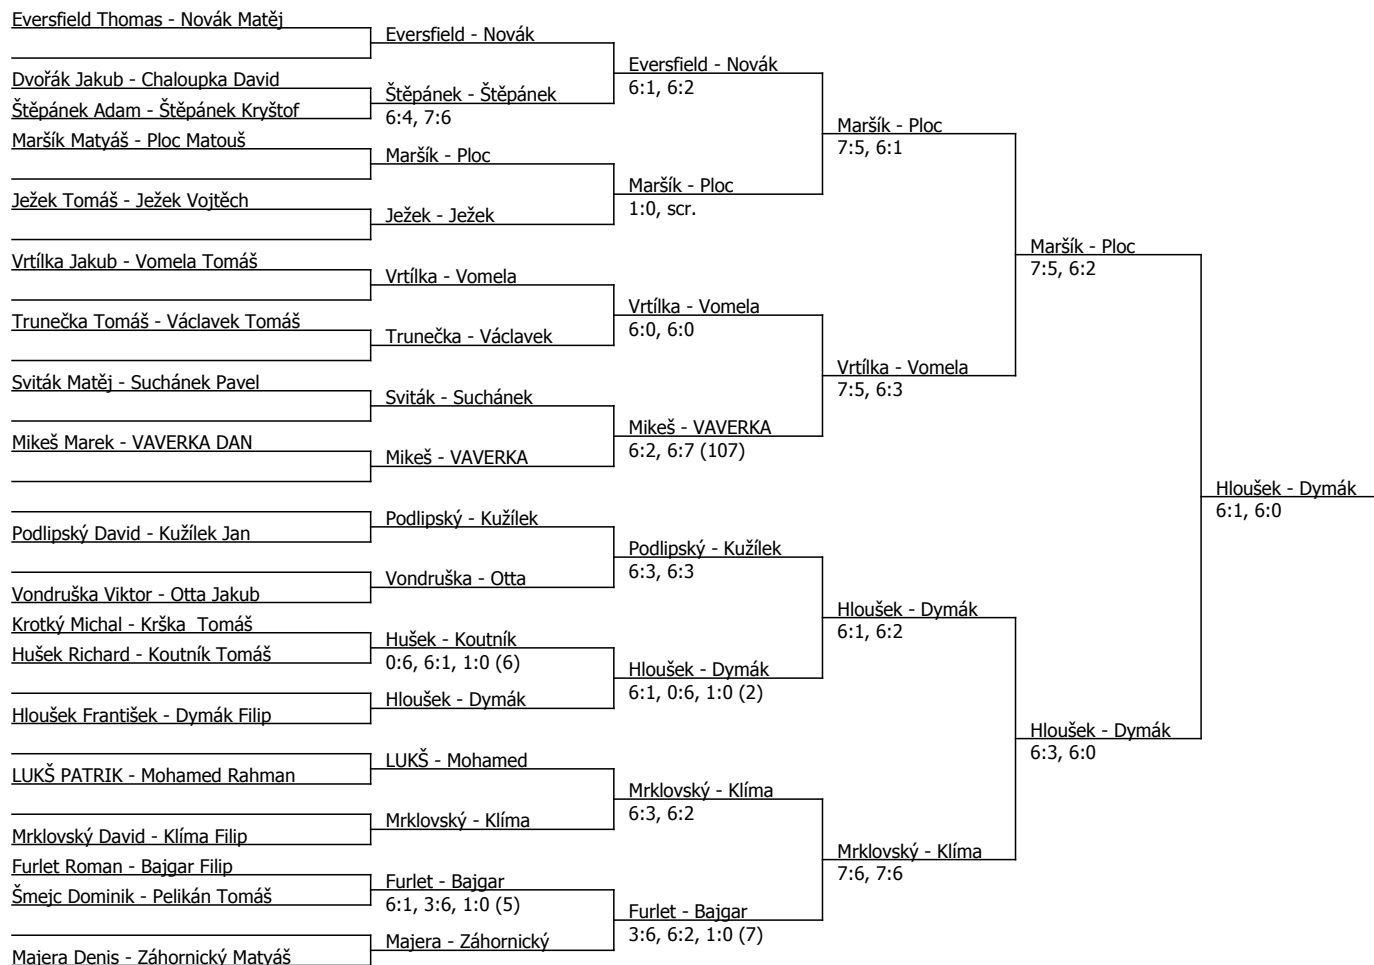 Eversfield Thomas - Novák Matěj
Dvořák Jakub - Chaloupka David
Štěpánek Adam - Štěpánek Kryštof
Maršík Matyáš - Ploc Matouš
Ježek Tomáš - Ježek Vojtěch
Vrtílka Jakub - Vomela Tomáš
Trunečka Tomáš - Václavek Tomáš
Sviták Matěj - Suchánek Pavel
Mikeš Marek - VAVERKA DAN
Podlipský David - Kužílek Jan
Vondruška Viktor - Otta Jakub
Krotký Michal - Krška  Tomáš
Hušek Richard - Koutník Tomáš
Hloušek František - Dymák Filip
LUKŠ PATRIK - Mohamed Rahman
Mrklovský David - Klíma Filip
Furlet Roman - Bajgar Filip
Šmejc Dominik - Pelikán Tomáš
Majera Denis - Záhornický Matyáš
Eversfield - Novák
Štěpánek - Štěpánek
6:4, 7:6
Maršík - Ploc
Ježek - Ježek
Vrtílka - Vomela
Trunečka - Václavek
Sviták - Suchánek
Mikeš - VAVERKA
Podlipský - Kužílek
Vondruška - Otta
Hušek - Koutník
0:6, 6:1, 1:0 (6)
Hloušek - Dymák
LUKŠ - Mohamed
Mrklovský - Klíma
Furlet - Bajgar
6:1, 3:6, 1:0 (5)
Majera - Záhornický
Eversfield - Novák
6:1, 6:2
Maršík - Ploc
1:0, scr.
Vrtílka - Vomela
6:0, 6:0
Mikeš - VAVERKA
6:2, 6:7 (107)
Podlipský - Kužílek
6:3, 6:3
Hloušek - Dymák
6:1, 0:6, 1:0 (2)
Mrklovský - Klíma
6:3, 6:2
Furlet - Bajgar
3:6, 6:2, 1:0 (7)
Maršík - Ploc
7:5, 6:1
Vrtílka - Vomela
7:5, 6:3
Hloušek - Dymák
6:1, 6:2
Mrklovský - Klíma
7:6, 7:6
Maršík - Ploc
7:5, 6:2
Hloušek - Dymák
6:3, 6:0
Hloušek - Dymák
6:1, 6:0